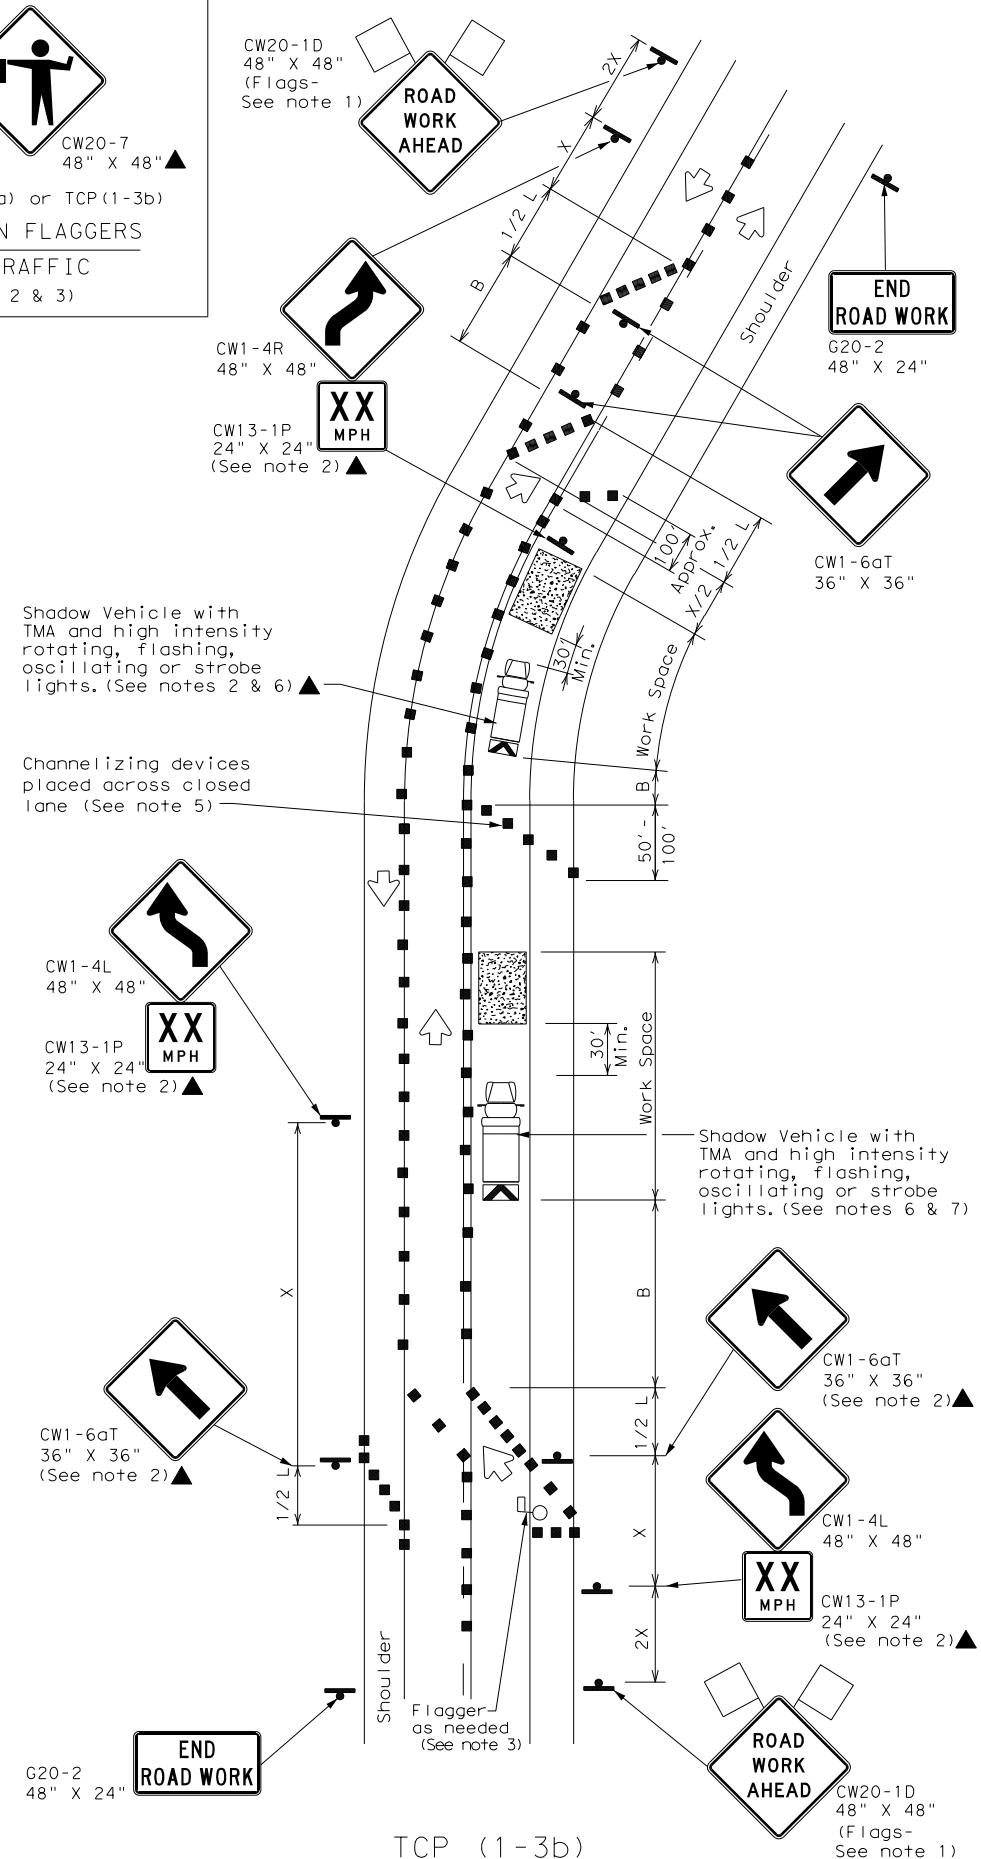 CW20-7
48" X 48"
a) or TCP(1-3b)
N FLAGGERS
RAFFIC
2 & 3)
CW20-1D
48" X 48"
(Flags-
See note 1)
ROAD
WORK
AHEAD
2X
X
1/2 L
B
END
ROAD WORK
G20-2
48" X 24"
Shoulder
CW1-4R
48" X 48"
XX
MPH
CW13-1P
24" X 24"
(See note 2)
CW1-6aT
36" X 36"
100'
Approx.
1/2 L
X/2
Shadow Vehicle with
TMA and high intensity
rotating, flashing,
oscillating or strobe
lights. (See notes 2 & 6)
30'
Min.
Work Space
B
Channelizing devices
placed across closed
lane (See note 5)
50'-
100'
CW1-4L
48" X 48"
XX
MPH
CW13-1P
24" X 24"
(See note 2)
30'
Min.
Work Space
Shadow Vehicle with
TMA and high intensity
rotating, flashing,
oscillating or strobe
lights. (See notes 6 & 7)
X
B
CW1-6aT
36" X 36"
(See note 2)
1/2 L
CW1-6aT
36" X 36"
(See note 2)
1/2 L
CW1-4L
48" X 48"
X
XX
MPH
CW13-1P
24" X 24"
(See note 2)
2X
Shoulder
Flagger
as needed
(See note 3)
END
ROAD WORK
G20-2
48" X 24"
ROAD
WORK
AHEAD
CW20-1D
48" X 48"
(Flags-
See note 1)
TCP (1-3b)